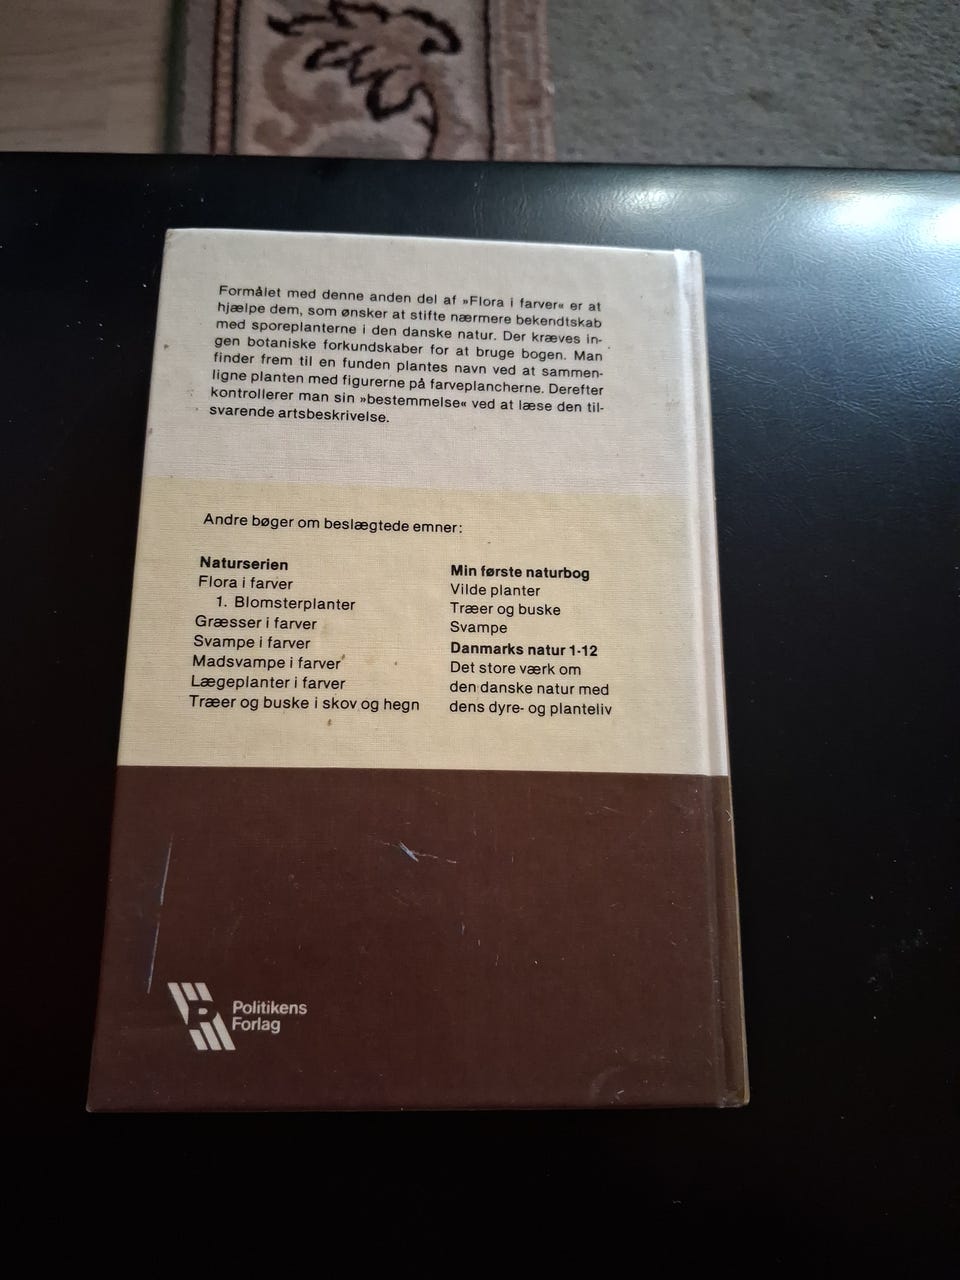 Formålet med denne anden del af »Flora i farver« er at
hjælpe dem, som ønsker at stifte nærmere bekendtskab
med sporeplanterne i den danske natur. Der kræves in-
gen botaniske forkundskaber for at bruge bogen. Man
finder frem til en funden plantes navn ved at sammen-
ligne planten med figurerne på farveplancherne. Derefter
kontrollerer man sin »bestemmelse« ved at læse den til-
svarende artsbeskrivelse.
Andre bøger om beslægtede emner:
Naturserien
Flora i farver
1. Blomsterplanter
Græsser i farver
Svampe i farver
Madsvampe i farver
Lægeplanter i farver
Træer og buske i skov og hegn
Min første naturbog
Vilde planter
Træer og buske
Svampe
Danmarks natur 1-12
Det store værk om
den danske natur med
dens dyre- og planteliv
P
Politikens
Forlag